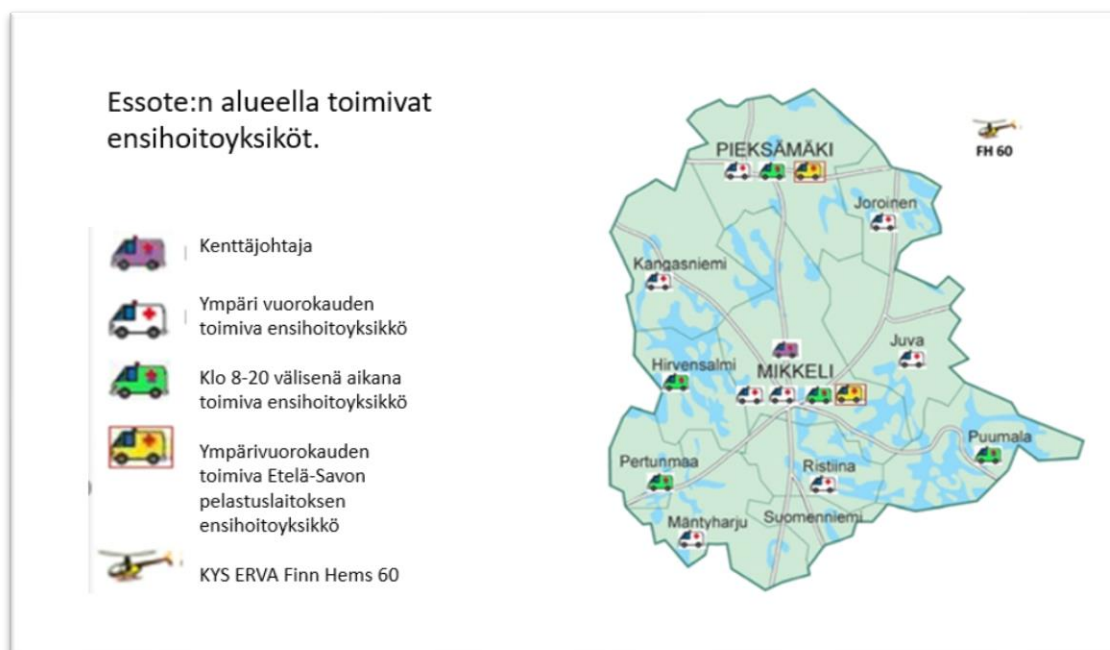 Essote:n alueella toimivat
ensihoitoyksiköt.
Kenttäjohtaja
Ympäri vuorokauden
toimiva ensihoitoyksikkö
Klo 8-20 välisenä aikana
toimiva ensihoitoyksikkö
Ympärivuorokauden
toimiva Etelä-Savon
pelastuslaitoksen
ensihoitoyksikkö
KYS ERVA Finn Hems 60
FH 60
PIEKSÄMÄKI
Joroinen
Kangasniemi
Juva
Hirvensalmi
MIKKELI
Puumala
Pertunmaa
Ristiina
Mäntyharju
Suomenniemi